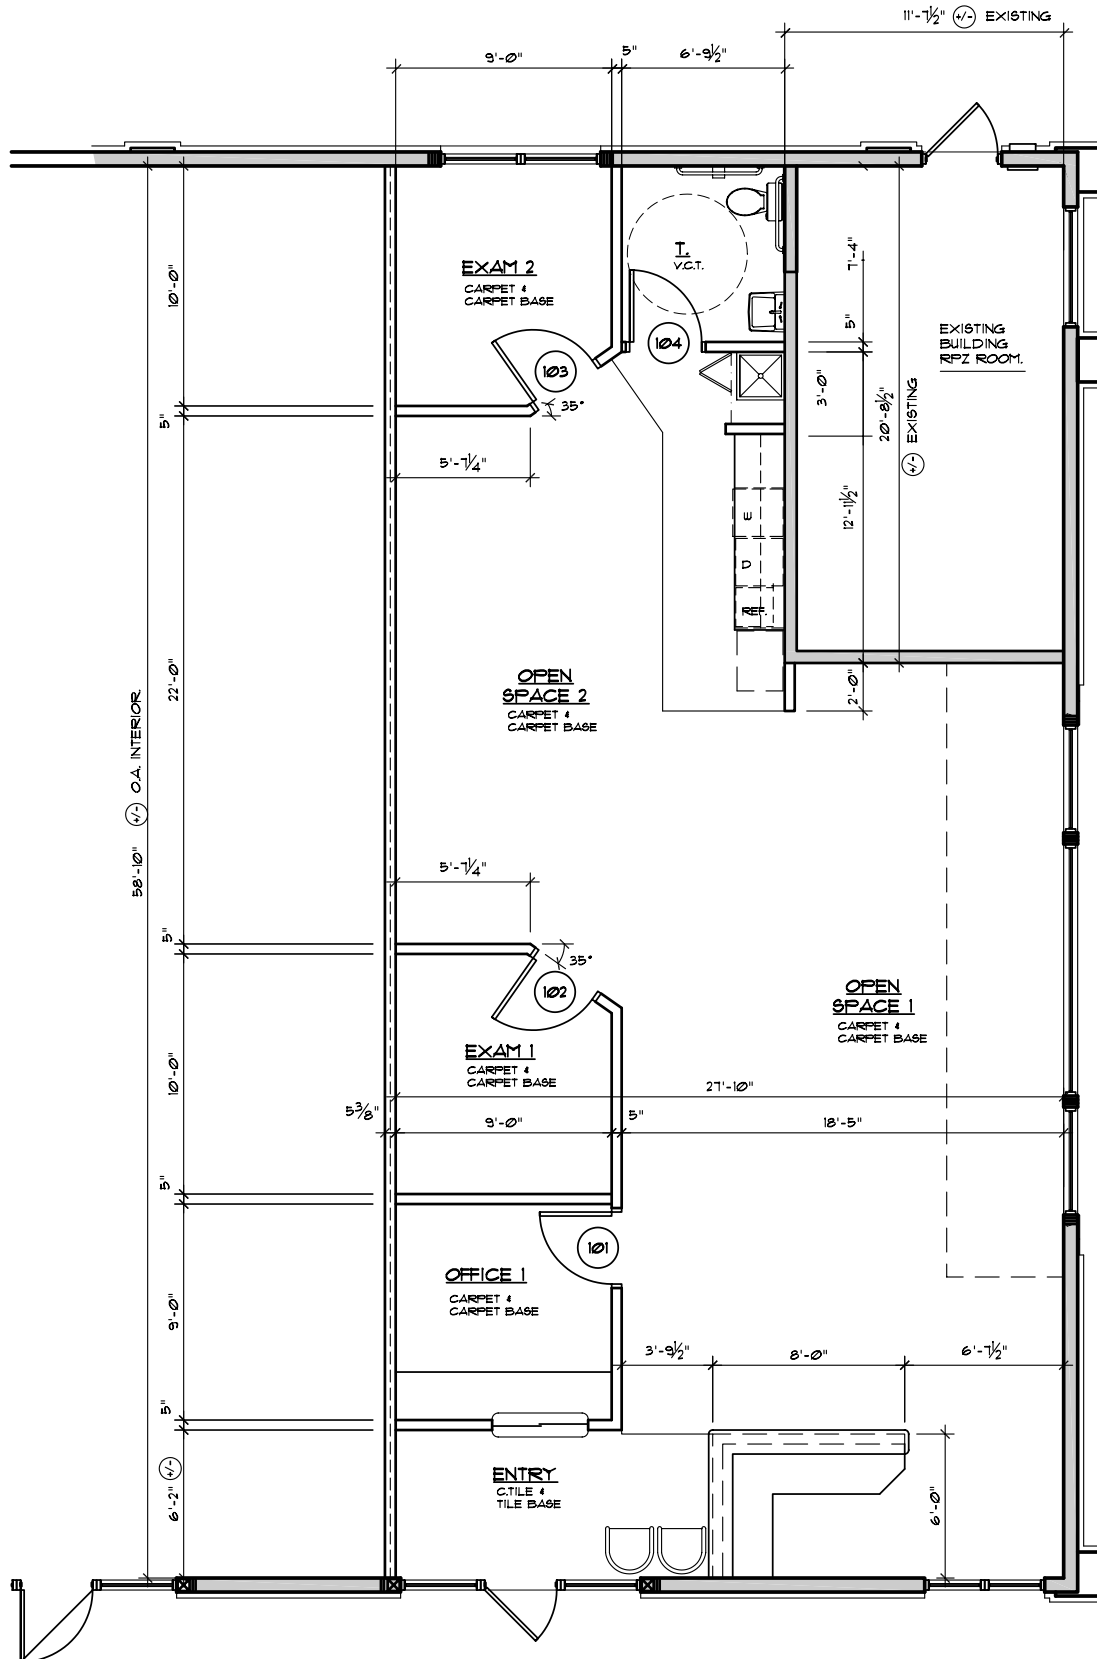 11'-7½" +/- EXISTING
9'-0"
5"
6'-9½"
T.
V.C.T.
7'-4"
EXAM 2
CARPET &
CARPET BASE
10'-0"
5"
EXISTING
BUILDING
RPZ ROOM.
104
103
35°
3'-0"
20'-8½"
+/- EXISTING
5"
5'-7¼"
12'-11½"
E
D
REF.
OPEN
SPACE 2
CARPET &
CARPET BASE
22'-0"
2'-0"
58'-10" +/- O.A. INTERIOR
5'-7¼"
5"
35°
102
OPEN
SPACE 1
CARPET &
CARPET BASE
EXAM 1
CARPET &
CARPET BASE
10'-0"
27'-10"
5⅜"
9'-0"
5"
18'-5"
5"
101
OFFICE 1
CARPET &
CARPET BASE
9'-0"
3'-9½"
8'-0"
6'-7½"
5"
ENTRY
C.TILE &
TILE BASE
6'-2" +/-
6'-0"